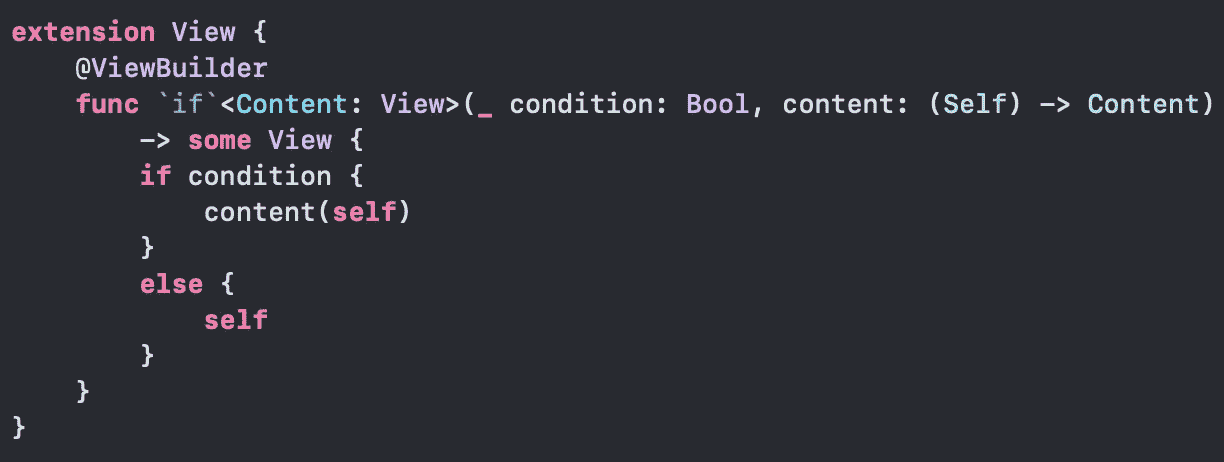 extension View {
    @ViewBuilder
    func `if`<Content: View>(_ condition: Bool, content: (Self) -> Content)
        -> some View {
        if condition {
            content(self)
        }
        else {
            self
        }
    }
}